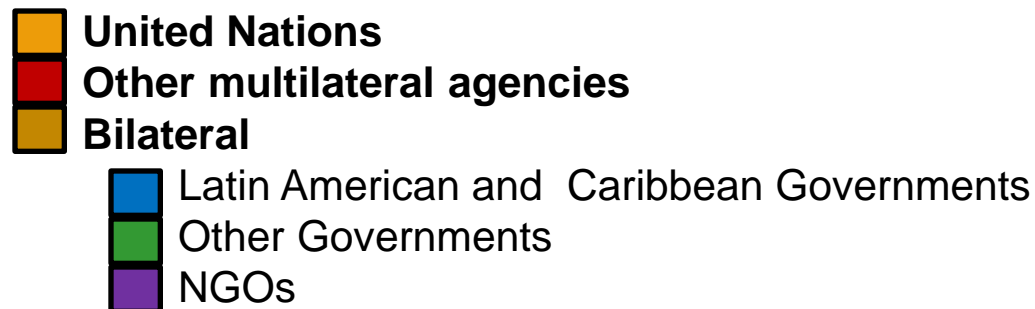 United Nations
Other multilateral agencies
Bilateral
Latin American and Caribbean Governments
Other Governments
NGOs